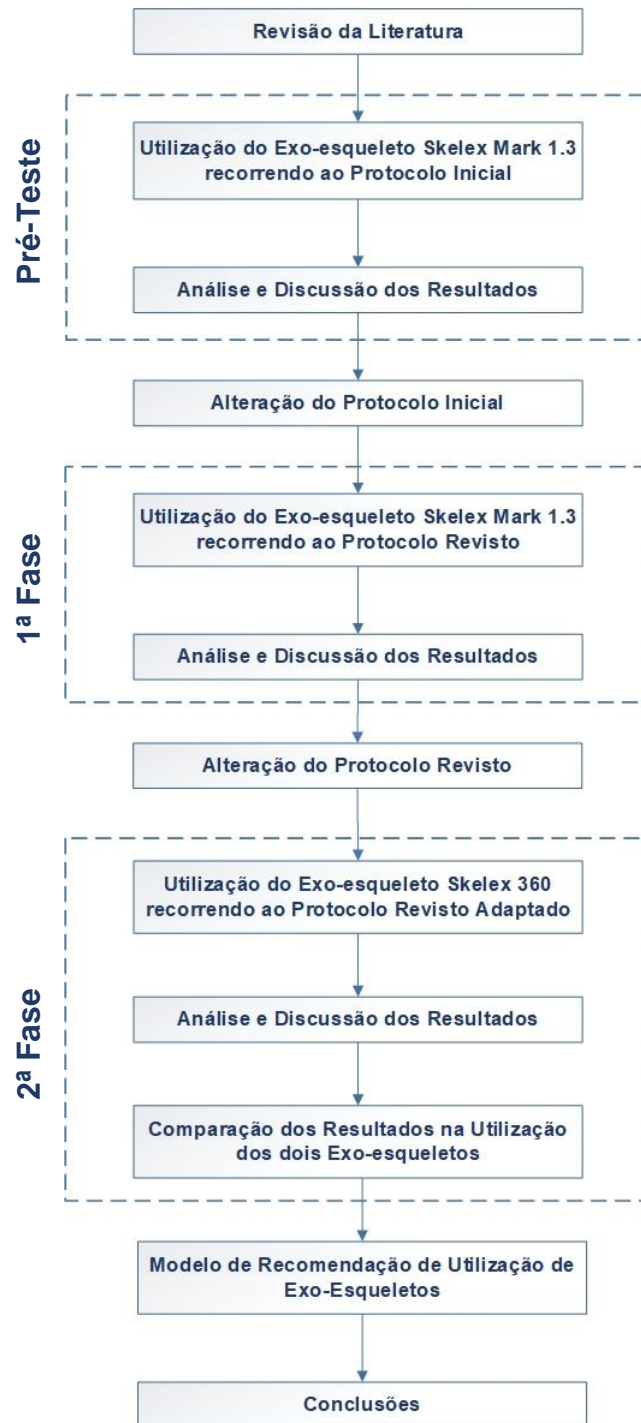 Revisão da Literatura
Pré-Teste
Utilização do Exo-esqueleto Skelex Mark 1.3
recorrendo ao Protocolo Inicial
Análise e Discussão dos Resultados
Alteração do Protocolo Inicial
1ª Fase
Utilização do Exo-esqueleto Skelex Mark 1.3
recorrendo ao Protocolo Revisto
Análise e Discussão dos Resultados
Alteração do Protocolo Revisto
2ª Fase
Utilização do Exo-esqueleto Skelex 360
recorrendo ao Protocolo Revisto Adaptado
Análise e Discussão dos Resultados
Comparação dos Resultados na Utilização
dos dois Exo-esqueletos
Modelo de Recomendação de Utilização de
Exo-Esqueletos
Conclusões